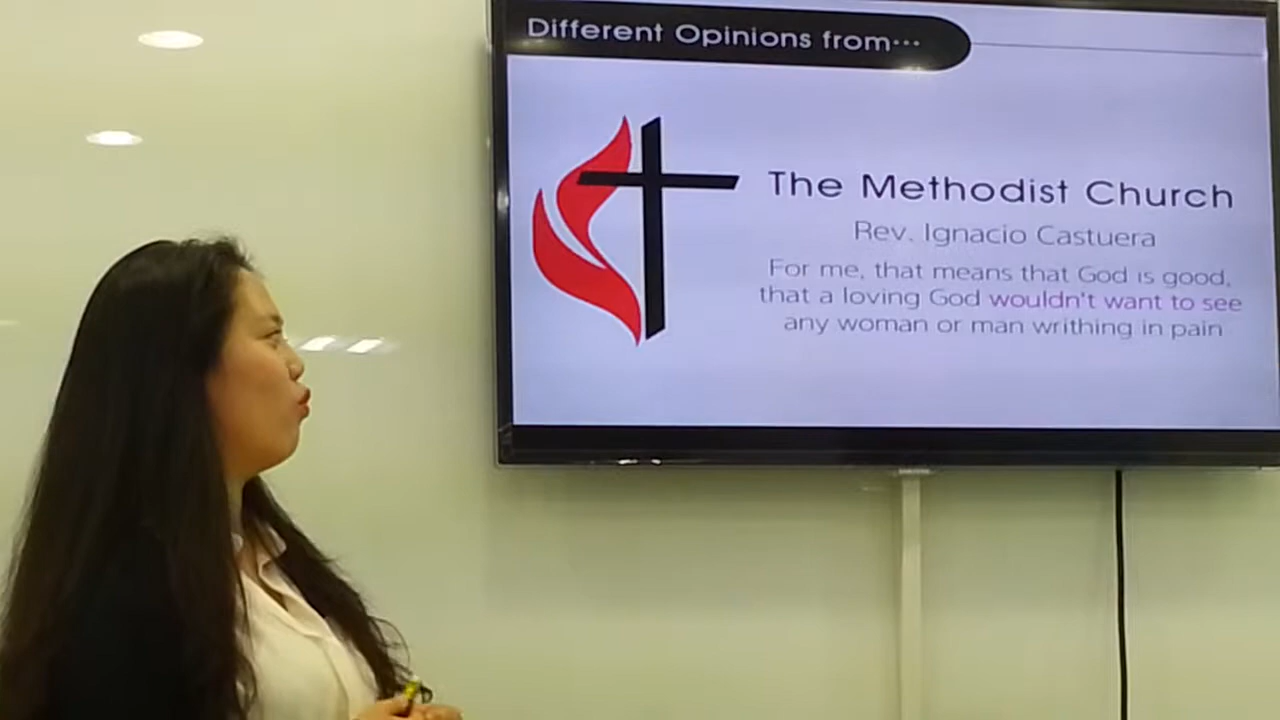 Different Opinions from...
The Methodist Church
Rev. Ignacio Castuera
For me, that means that God is good,
that a loving God wouldn't want to see
any woman or man writhing in pain